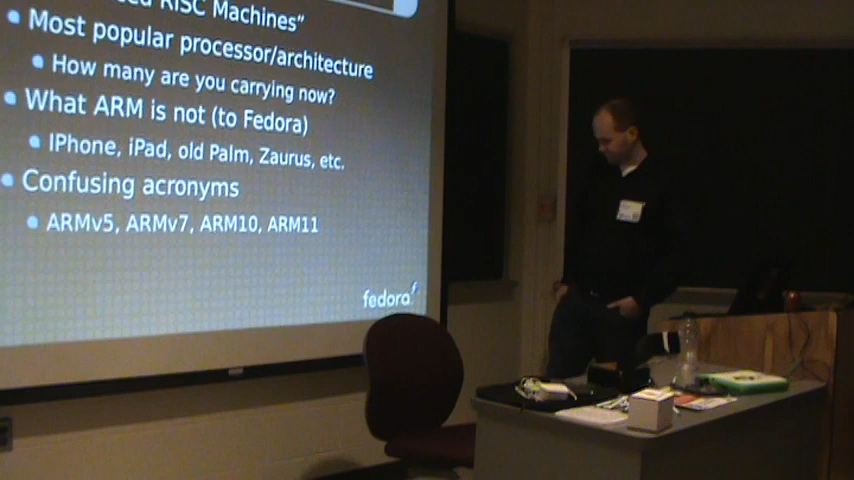 RISC Machines”
Most popular processor/architecture
How many are you carrying now?
What ARM is not (to Fedora)
IPhone, iPad, old Palm, Zaurus, etc.
Confusing acronyms
ARMv5, ARMv7, ARM10, ARM11
fedora